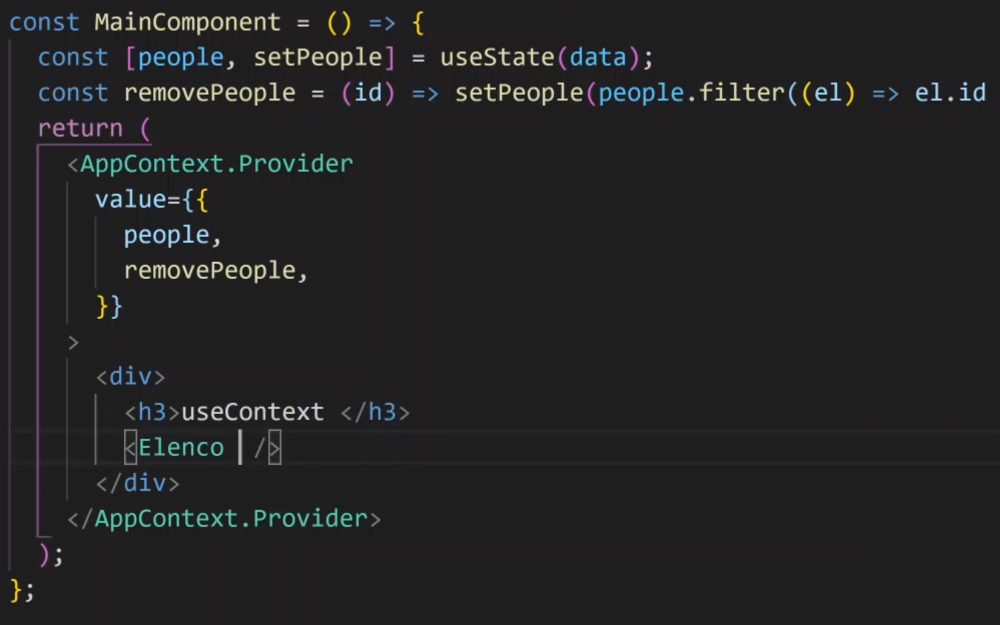 const MainComponent = () => {
  const [people, setPeople] = useState(data);
  const removePeople = (id) => setPeople(people.filter((el) => el.id
  return (
    <AppContext.Provider
      value={{
        people,
        removePeople,
      }}
    >
      <div>
        <h3>useContext </h3>
        <Elenco  />
      </div>
    </AppContext.Provider>
  );
};